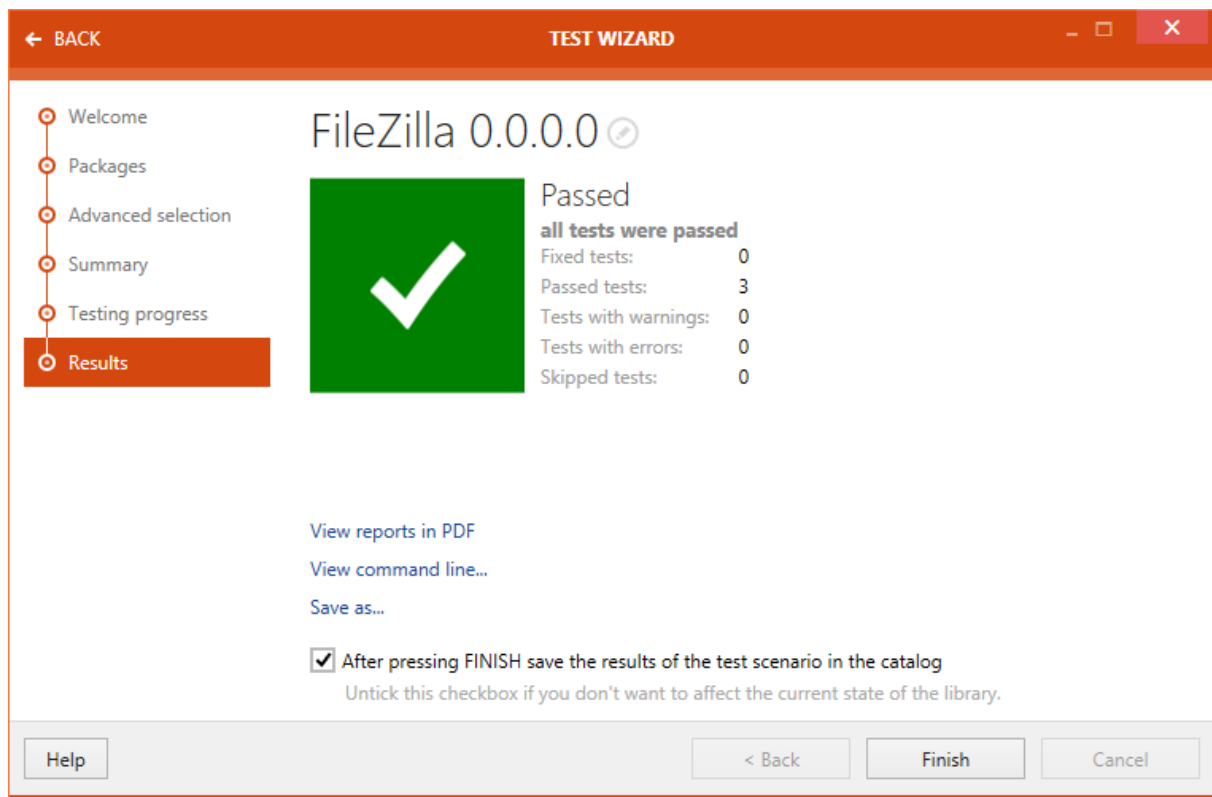 BACK
TEST WIZARD
Welcome
Packages
Advanced selection
Summary
Testing progress
Results
FileZilla 0.0.0.0
Passed
all tests were passed
Fixed tests: 0
Passed tests: 3
Tests with warnings: 0
Tests with errors: 0
Skipped tests: 0
View reports in PDF
View command line...
Save as...
After pressing FINISH save the results of the test scenario in the catalog
Untick this checkbox if you don't want to affect the current state of the library.
Help
< Back
Finish
Cancel